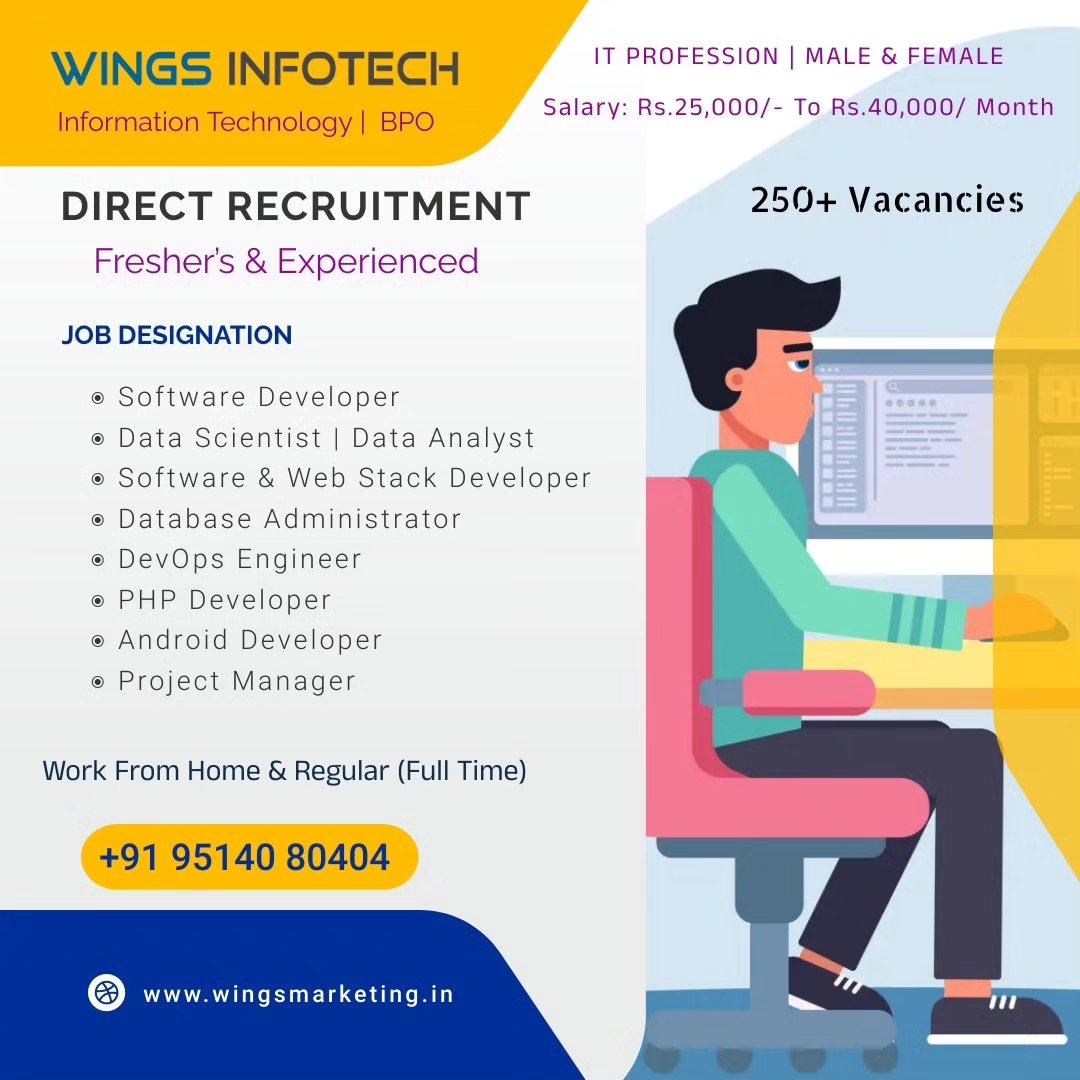 WINGS INFOTECH
Information Technology | BPO
IT PROFESSION | MALE & FEMALE
Salary: Rs.25,000/- To Rs.40,000/ Month
250+ Vacancies
DIRECT RECRUITMENT
Fresher's & Experienced
JOB DESIGNATION
Software Developer
Data Scientist | Data Analyst
Software & Web Stack Developer
Database Administrator
DevOps Engineer
PHP Developer
Android Developer
Project Manager
Work From Home & Regular (Full Time)
+91 95140 80404
www.wingsmarketing.in